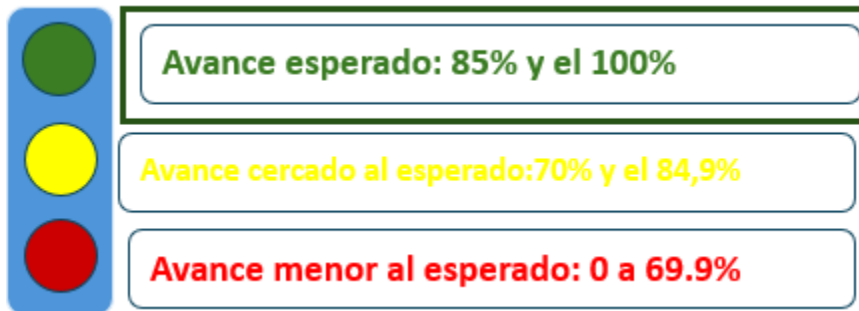 Avance esperado: 85% y el 100%
Avance cercado al esperado:70% y el 84,9%
Avance menor al esperado: 0 a 69.9%